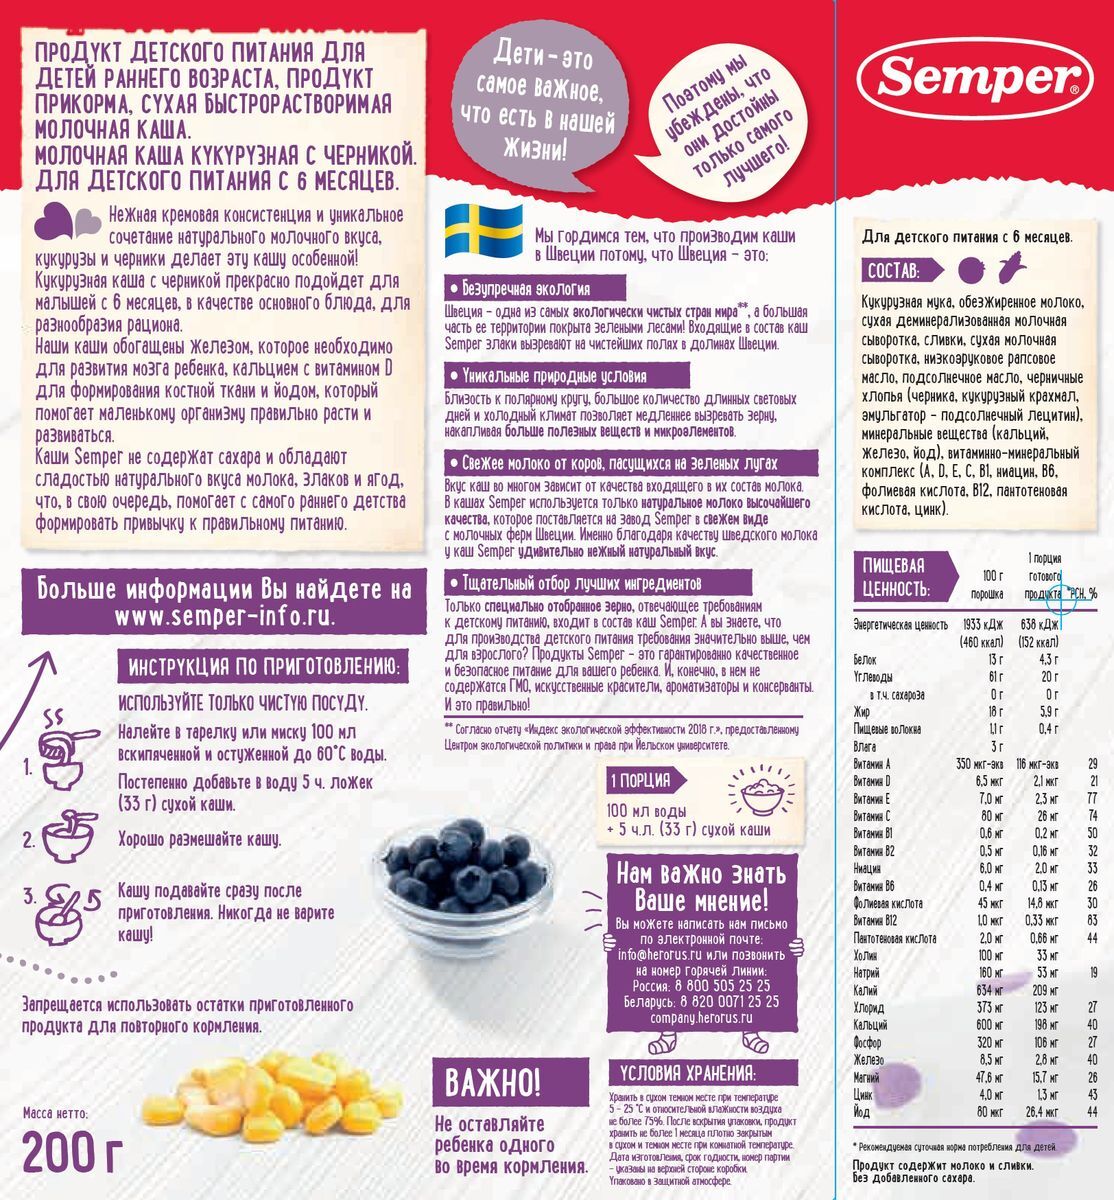 ПРОДУКТ ДЕТСКОГО ПИТАНИЯ ДЛЯ
ДЕТЕЙ РАННЕГО ВОЗРАСТА, ПРОДУКТ
ПРИКОРМА, СУХАЯ БЫСТРОРАСТВОРИМАЯ
МОЛОЧНАЯ КАША.
МОЛОЧНАЯ КАША КУКУРУЗНАЯ С ЧЕРНИКОЙ.
ДЛЯ ДЕТСКОГО ПИТАНИЯ С 6 МЕСЯЦЕВ.
Нежная кремовая консистенция и уникальное
сочетание натурального молочного вкуса,
кукурузы и черники делает эту кашу особенной!
Кукурузная каша с черникой прекрасно подойдет для
малышей с 6 месяцев, в качестве основного блюда, для
разнообразия рациона.
Наши каши обогащены железом, которое необходимо
для развития мозга ребенка, кальцием с витамином D
для формирования костной ткани и йодом, который
помогает маленькому организму правильно расти и
развиваться.
Каши Semper не содержат сахара и обладают
сладостью натурального вкуса молока, злаков и ягод,
что, в свою очередь, помогает с самого раннего детства
формировать привычку к правильному питанию.
Больше информации Вы найдете на
www.semper-info.ru.
ИНСТРУКЦИЯ ПО ПРИГОТОВЛЕНИЮ:
ИСПОЛЬЗУЙТЕ ТОЛЬКО ЧИСТУЮ ПОСУДУ.
1.
Налейте в тарелку или миску 100 мл
вскипяченной и остуженной до 60°C воды.
Постепенно добавьте в воду 5 ч. ложек
(33 г) сухой каши.
2.
Хорошо размешайте кашу.
3.
Кашу подавайте сразу после
приготовления. Никогда не варите
кашу!
Запрещается использовать остатки приготовленного
продукта для повторного кормления.
Масса нетто:
200 г
Дети – это
самое важное,
что есть в нашей
жизни!
Поэтому мы
убеждены, что
они достойны
только самого
лучшего!
Мы гордимся тем, что производим каши
в Швеции потому, что Швеция – это:
• Безупречная экология
Швеция – одна из самых экологически чистых стран мира**, а большая
часть ее территории покрыта зелеными лесами! Входящие в состав каш
Semper злаки вызревают на чистейших полях в долинах Швеции.
• Уникальные природные условия
Близость к полярному кругу, большое количество длинных световых
дней и холодный климат позволяет медленнее вызревать зерну,
накапливая больше полезных веществ и микроэлементов.
• Свежее молоко от коров, пасущихся на зеленых лугах
Вкус каш во многом зависит от качества входящего в их состав молока.
В кашах Semper используется только натуральное молоко высочайшего
качества, которое поставляется на завод Semper в свежем виде
с молочных ферм Швеции. Именно благодаря качеству шведского молока
у каш Semper удивительно нежный натуральный вкус.
• Тщательный отбор лучших ингредиентов
Только специально отобранное зерно, отвечающее требованиям
к детскому питанию, входит в состав каш Semper. А вы знаете, что
для производства детского питания требования значительно выше, чем
для взрослого? Продукты Semper – это гарантированно качественное
и безопасное питание для вашего ребенка. И, конечно, в нем не
содержатся ГМО, искусственные красители, ароматизаторы и консерванты.
И это правильно!
** Согласно отчету «Индекс экологической эффективности 2018 г.», предоставленному
Центром экологической политики и права при Йельском университете.
1 ПОРЦИЯ
100 мл воды
+ 5 ч.л. (33 г) сухой каши
Нам важно знать
Ваше мнение!
Вы можете написать нам письмо
по электронной почте:
info@herorus.ru или позвонить
на номер горячей линии:
Россия: 8 800 505 25 25
Беларусь: 8 820 0071 25 25
company.herorus.ru
ВАЖНО!
Не оставляйте
ребенка одного
во время кормления.
УСЛОВИЯ ХРАНЕНИЯ:
Хранить в сухом темном месте при температуре
5 – 25 °С и относительной влажности воздуха
не более 75%. После вскрытия упаковки, продукт
хранить не более 1 месяца плотно закрытым
в сухом и темном месте при комнатной температуре.
Дата изготовления, срок годности, номер партии
– указаны на верхней стороне коробки.
Упаковано в защитной атмосфере.
Semper®
Для детского питания с 6 месяцев.
СОСТАВ:
Кукурузная мука, обезжиренное молоко,
сухая деминерализованная молочная
сыворотка, сливки, сухая молочная
сыворотка, низкоэруковое рапсовое
масло, подсолнечное масло, черничные
хлопья (черника, кукурузный крахмал,
эмульгатор – подсолнечный лецитин),
минеральные вещества (кальций,
железо, йод), витаминно-минеральный
комплекс (A, D, E, C, B1, ниацин, B6,
фолиевая кислота, B12, пантотеновая
кислота, цинк).
ПИЩЕВАЯ
ЦЕННОСТЬ:
100 г
порошка
1 порция
готового
продукта
*РСН, %
Энергетическая ценность 1933 кДж 638 кДж
(460 ккал) (152 ккал)
Белок 13 г 4,3 г
Углеводы 61 г 20 г
в т.ч. сахароза 0 г 0 г
Жир 18 г 5,9 г
Пищевые волокна 1,1 г 0,4 г
Влага 3 г
Витамин A 350 мкг-экв 116 мкг-экв 29
Витамин D 6,5 мкг 2,1 мкг 21
Витамин E 7,0 мг 2,3 мг 77
Витамин C 80 мг 26 мг 74
Витамин B1 0,6 мг 0,2 мг 50
Витамин B2 0,5 мг 0,16 мг 32
Ниацин 6,0 мг 2,0 мг 33
Витамин B6 0,4 мг 0,13 мг 26
Фолиевая кислота 45 мкг 14,8 мкг 30
Витамин B12 1,0 мкг 0,33 мкг 83
Пантотеновая кислота 2,0 мг 0,66 мг 44
Холин 100 мг 33 мг
Натрий 160 мг 53 мг 19
Калий 634 мг 209 мг
Хлорид 373 мг 123 мг 27
Кальций 600 мг 198 мг 40
Фосфор 320 мг 106 мг 27
Железо 8,5 мг 2,8 мг 40
Магний 47,6 мг 15,7 мг 26
Цинк 4,0 мг 1,3 мг 43
Йод 80 мкг 26,4 мкг 44
* Рекомендуемая суточная норма потребления для детей.
Продукт содержит молоко и сливки.
Без добавленного сахара.